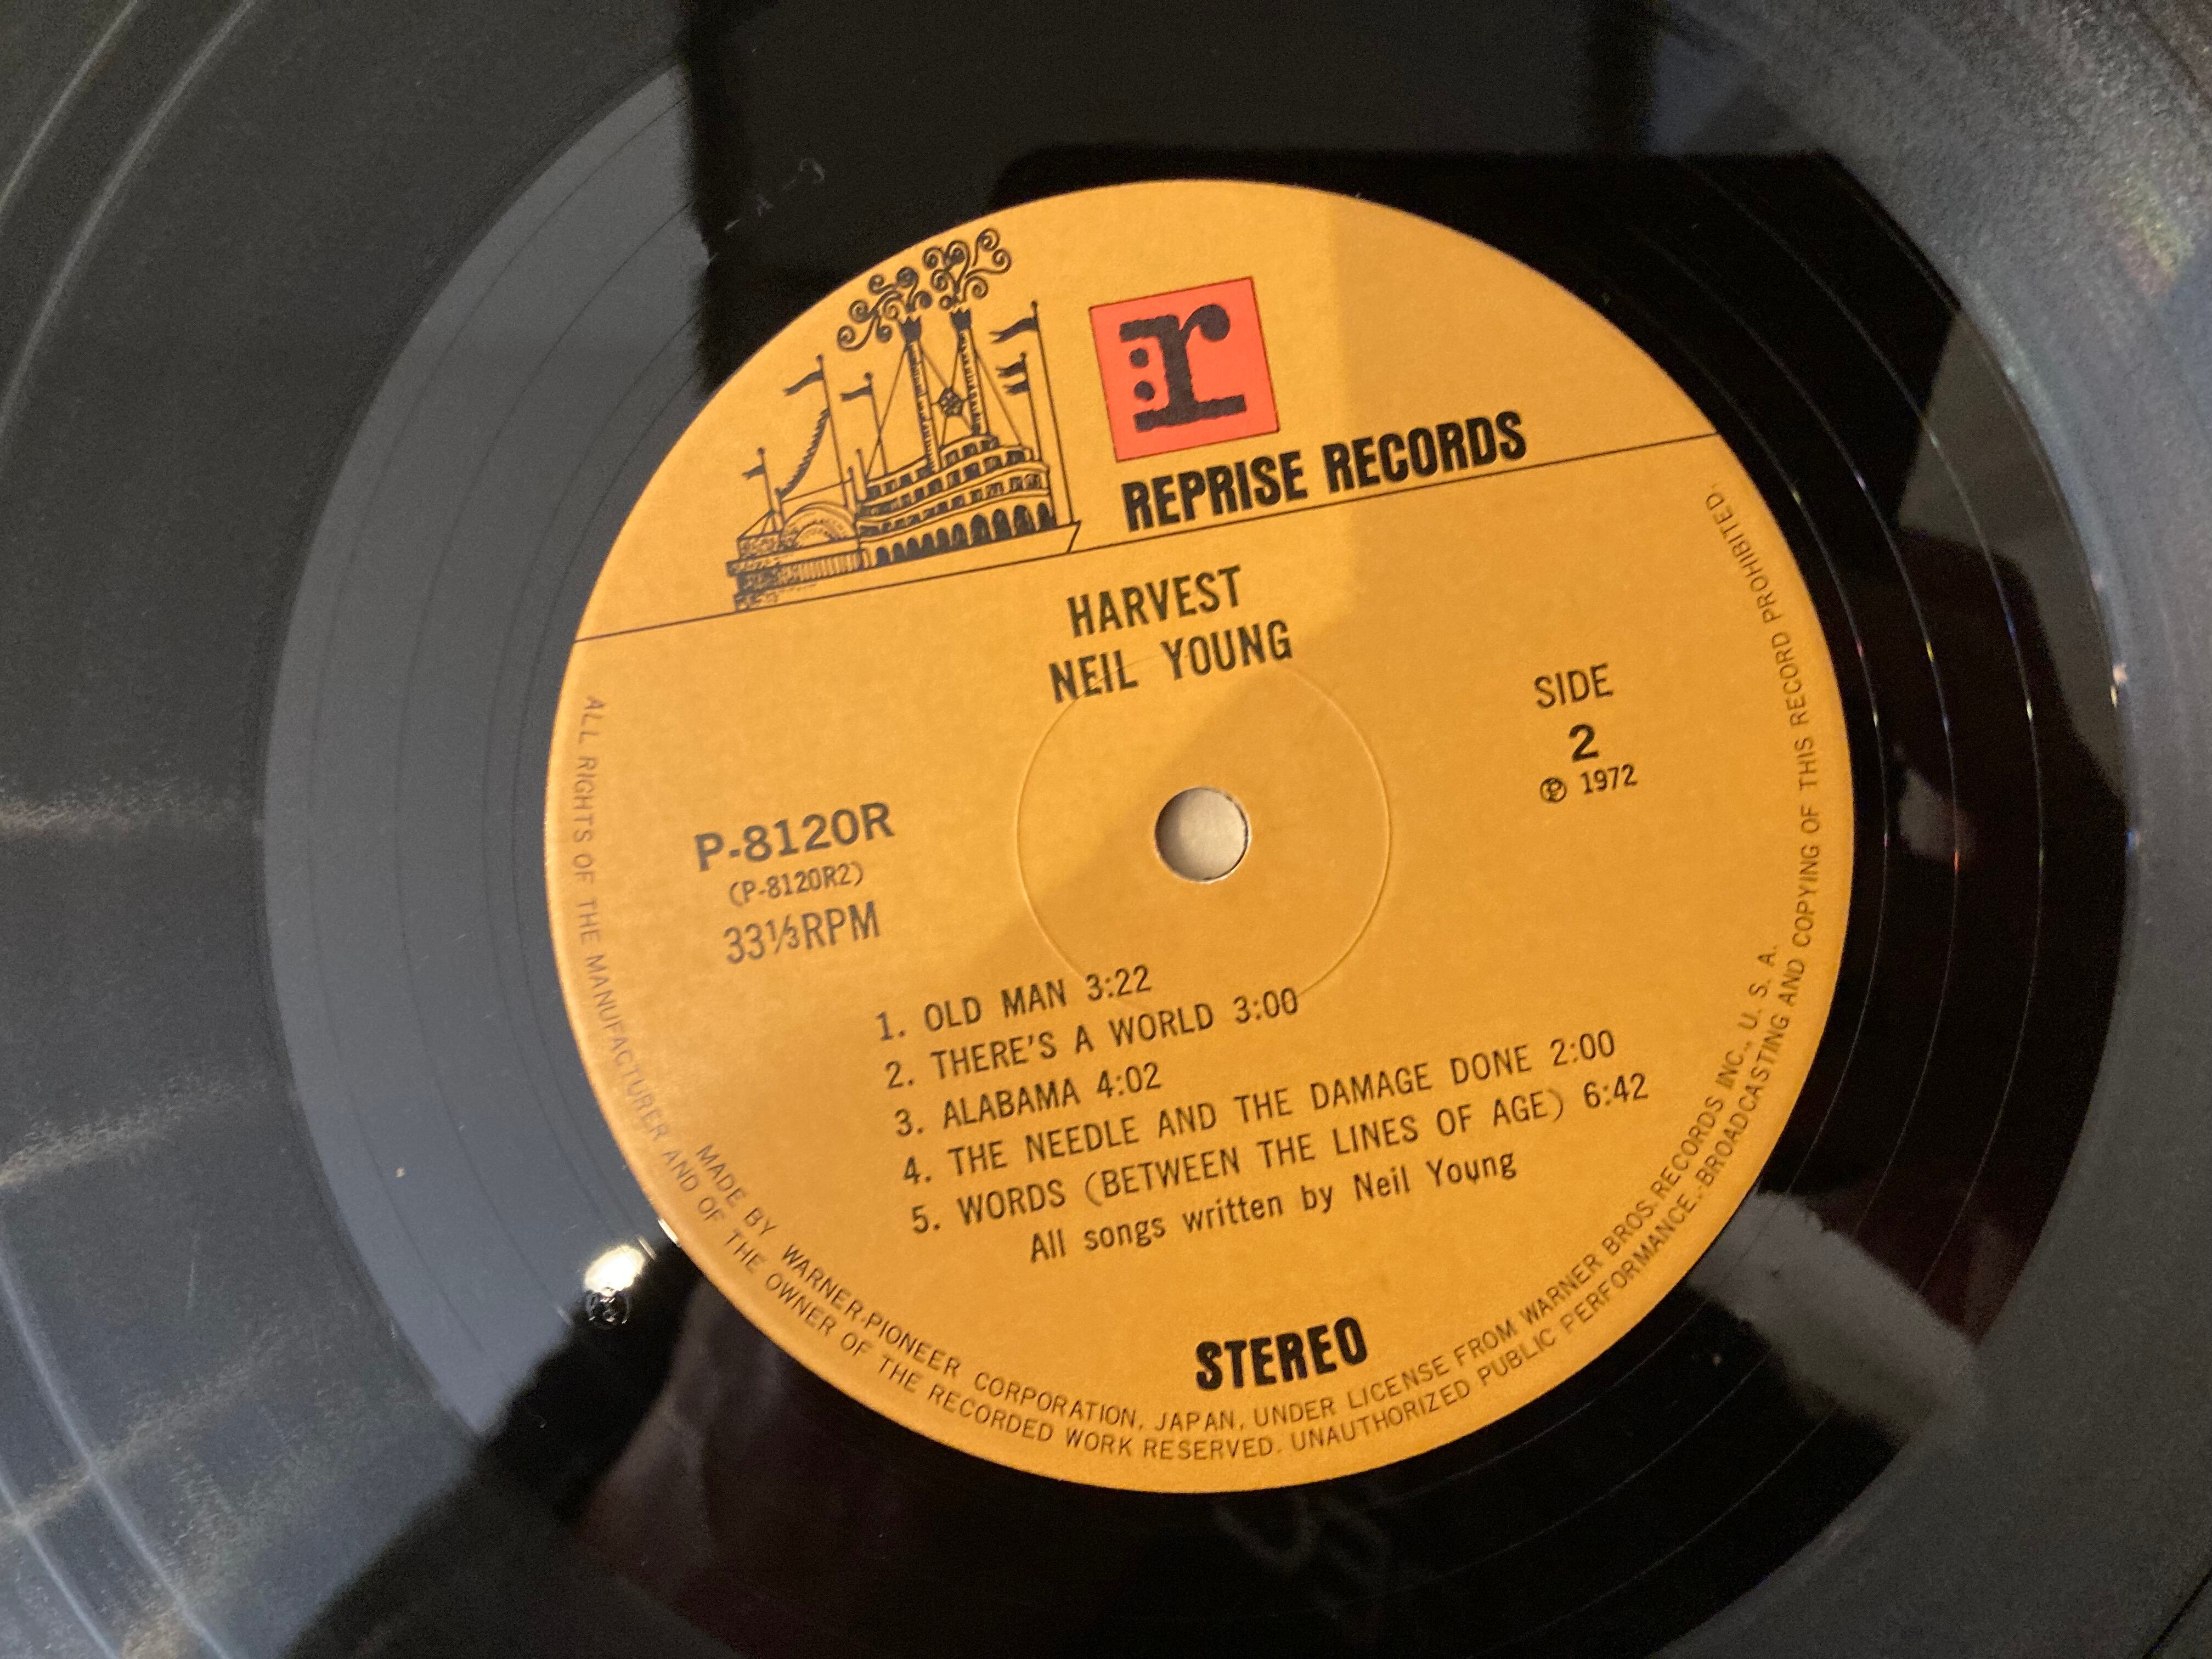 r:
REPRISE RECORDS
HARVEST
NEIL YOUNG
SIDE
2
℗ 1972
P-8120R
(P-8120R2)
33⅓RPM
1. OLD MAN 3:22
2. THERE'S A WORLD 3:00
3. ALABAMA 4:02
4. THE NEEDLE AND THE DAMAGE DONE 2:00
5. WORDS (BETWEEN THE LINES OF AGE) 6:42
All songs written by Neil Young
STEREO
MADE BY WARNER-PIONEER CORPORATION, JAPAN, UNDER LICENSE FROM WARNER BROS. RECORDS INC., U. S. A.
ALL RIGHTS OF THE MANUFACTURER AND OF THE OWNER OF THE RECORDED WORK RESERVED. UNAUTHORIZED PUBLIC PERFORMANCE, BROADCASTING AND COPYING OF THIS RECORD PROHIBITED.